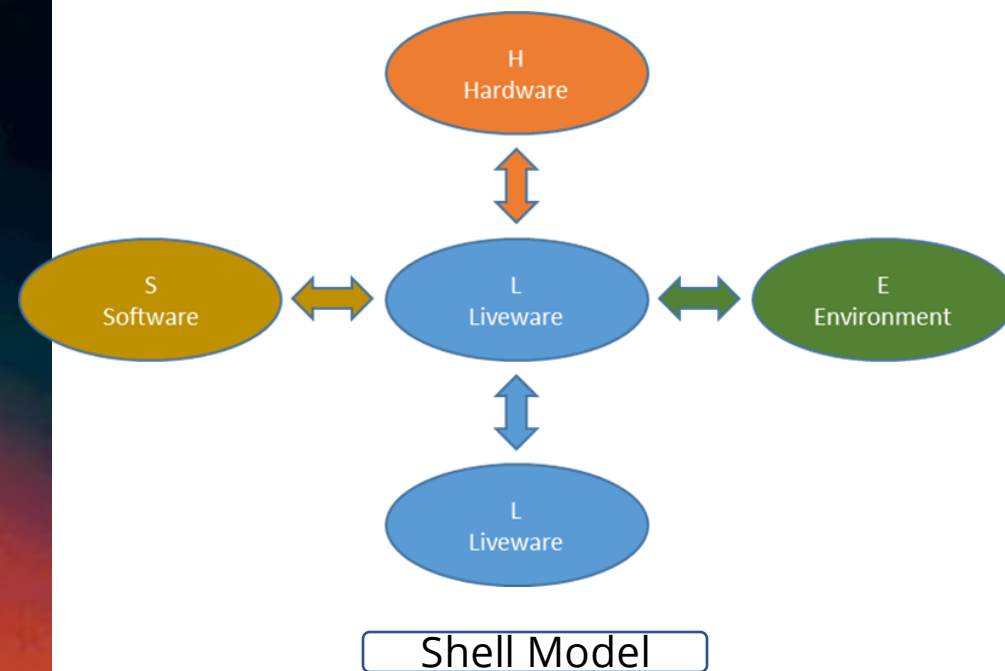 H
Hardware
S
Software
L
Liveware
E
Environment
L
Liveware
Shell Model